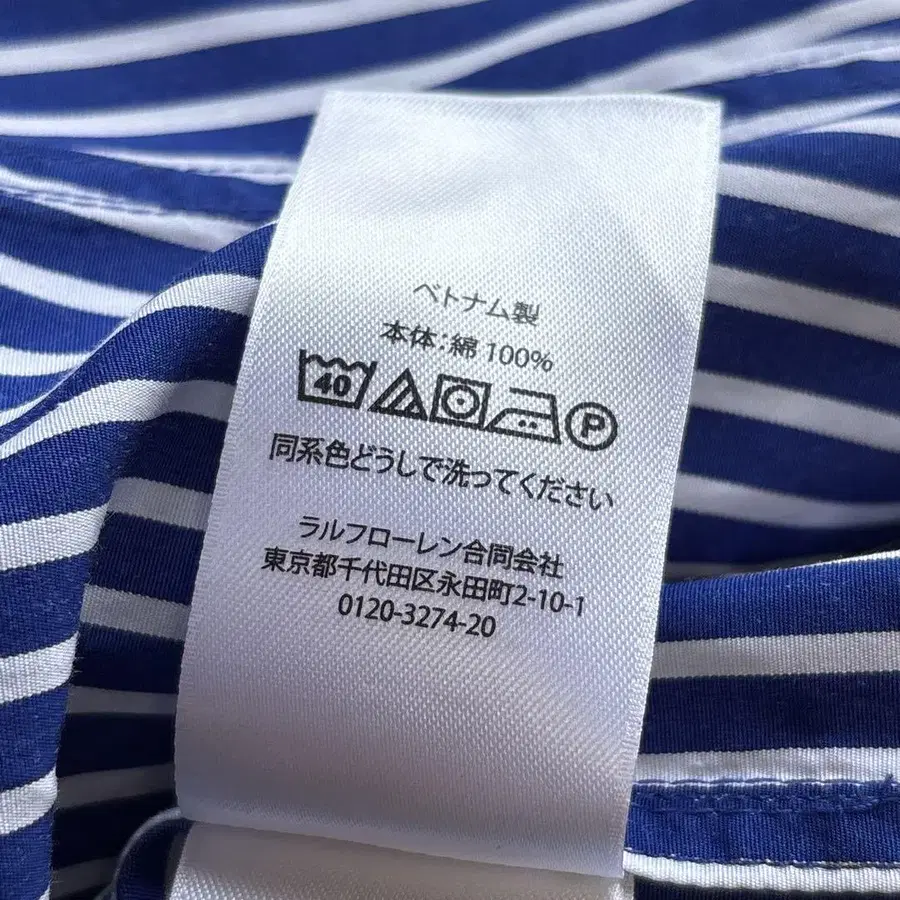 ベトナム製
本体：綿 100%
40 P
同系色どうしで洗ってください
ラルフローレン合同会社
東京都千代田区永田町2-10-1
0120-3274-20